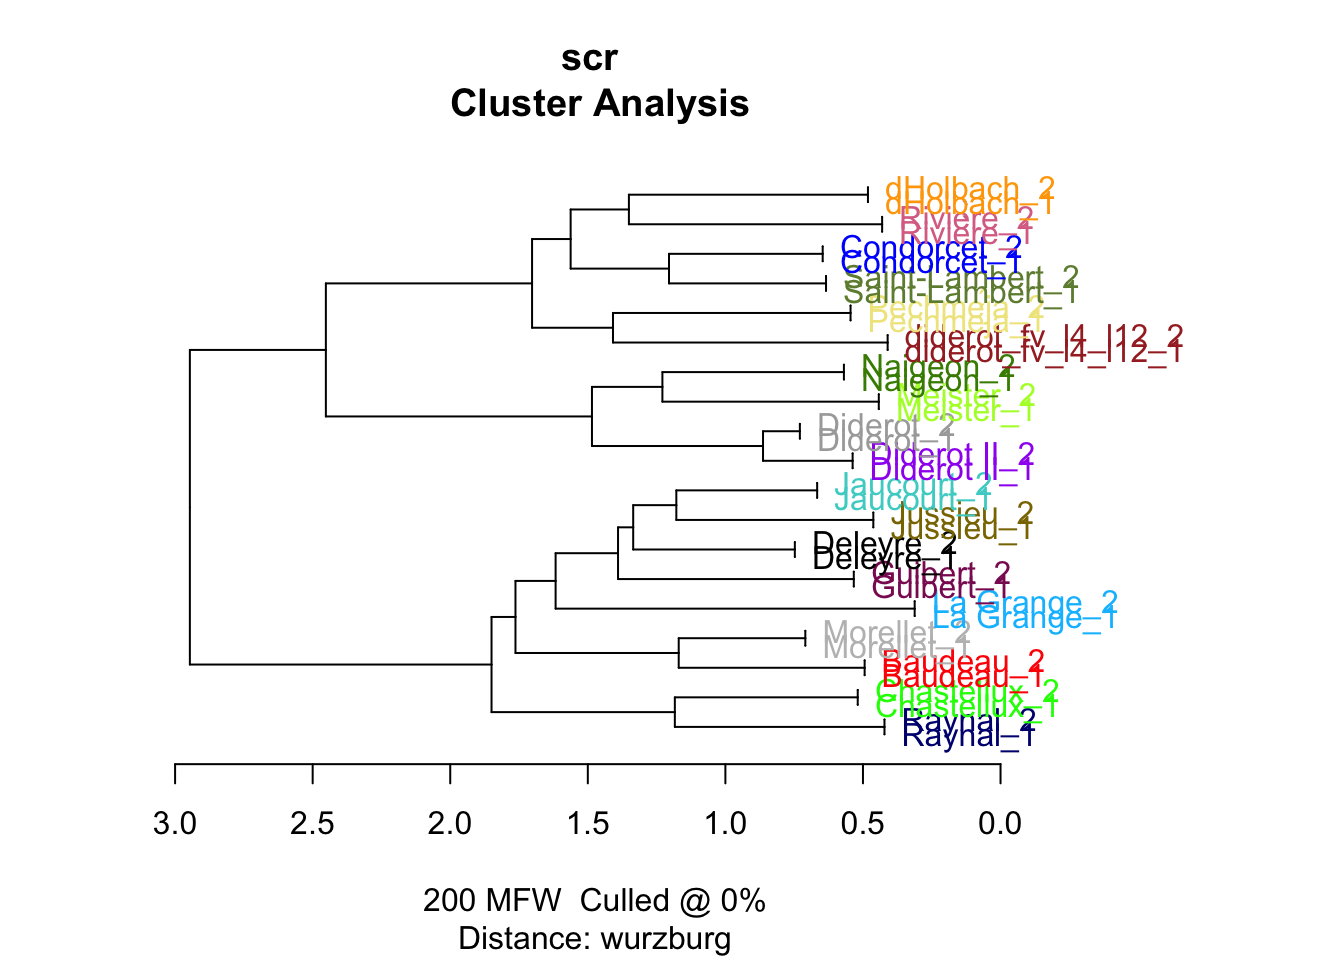 scr
Cluster Analysis
dHolbach_2
dHolbach_1
Riviere_2
Riviere_1
Condorcet_2
Condorcet_1
Saint-Lambert_2
Saint-Lambert_1
Pechmeja_2
Pechmeja_1
diderot_fv_l4_l12_2
diderot_fv_l4_l12_1
Naigeon_2
Naigeon_1
Meister_2
Meister_1
Diderot_2
Diderot_1
Diderot II_2
Diderot II_1
Jaucourt_2
Jaucourt_1
Jussieu_2
Jussieu_1
Deleyre_2
Deleyre_1
Guibert_2
Guibert_1
La Grange_2
La Grange_1
Morellet_2
Morellet_1
Baudeau_2
Baudeau_1
Chastellux_2
Chastellux_1
Raynal_2
Raynal_1
3.0 2.5 2.0 1.5 1.0 0.5 0.0
200 MFW  Culled @ 0%
Distance: wurzburg